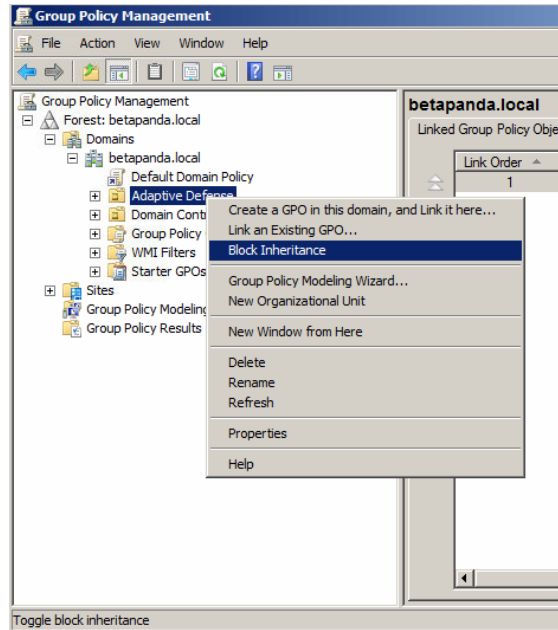 Group Policy Management
File Action View Window Help
Group Policy Management
Forest: betapanda.local
Domains
betapanda.local
Default Domain Policy
Adaptive Defense
Domain Cont
Group Policy
WMI Filters
Starter GPOs
Sites
Group Policy Modeling
Group Policy Results
Create a GPO in this domain, and Link it here...
Link an Existing GPO...
Block Inheritance
Group Policy Modeling Wizard...
New Organizational Unit
New Window from Here
Delete
Rename
Refresh
Properties
Help
betapanda.local
Linked Group Policy Obje
Link Order
1
Toggle block inheritance